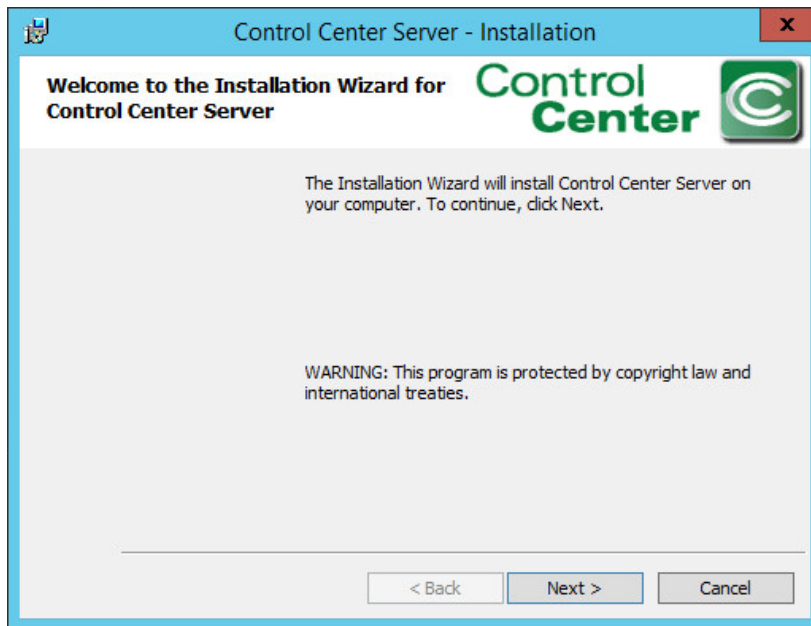 Control Center Server - Installation
x
Welcome to the Installation Wizard for
Control Center Server
Control
Center
The Installation Wizard will install Control Center Server on
your computer. To continue, click Next.
WARNING: This program is protected by copyright law and
international treaties.
< Back
Next >
Cancel